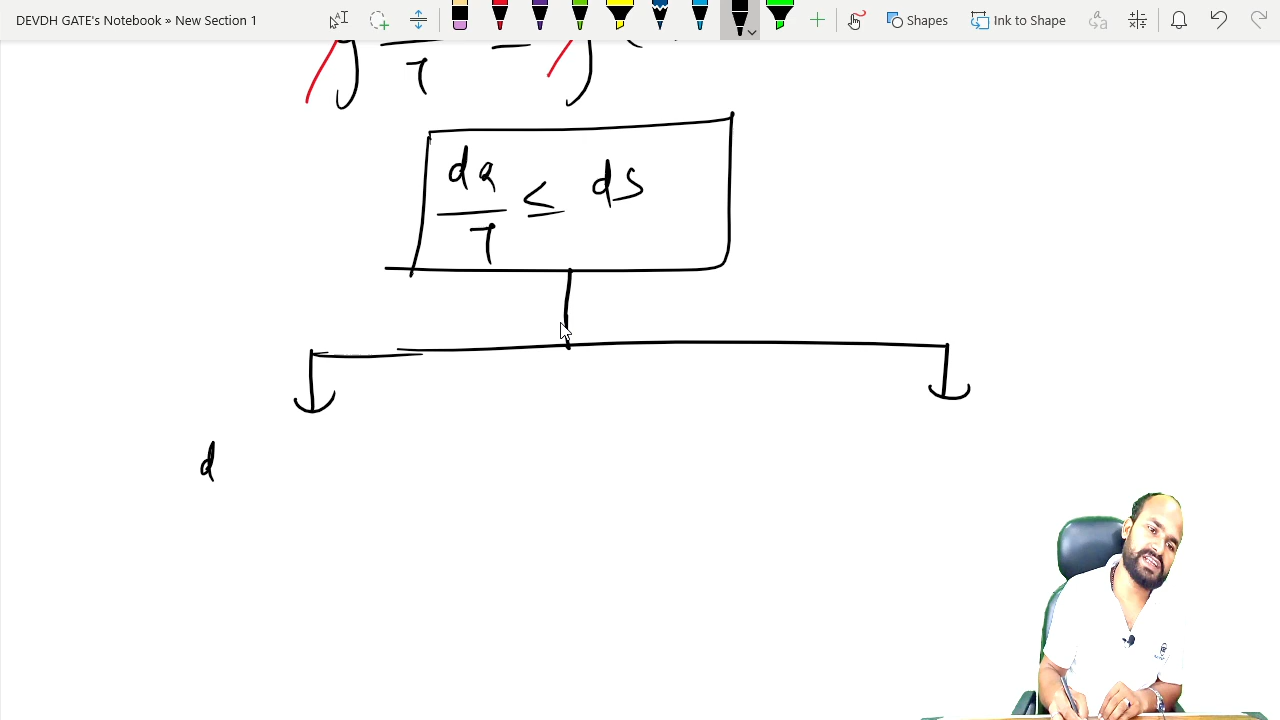 DEVDH GATE's Notebook » New Section 1
Shapes
Ink to Shape
T
dQ
≤ dS
T
d